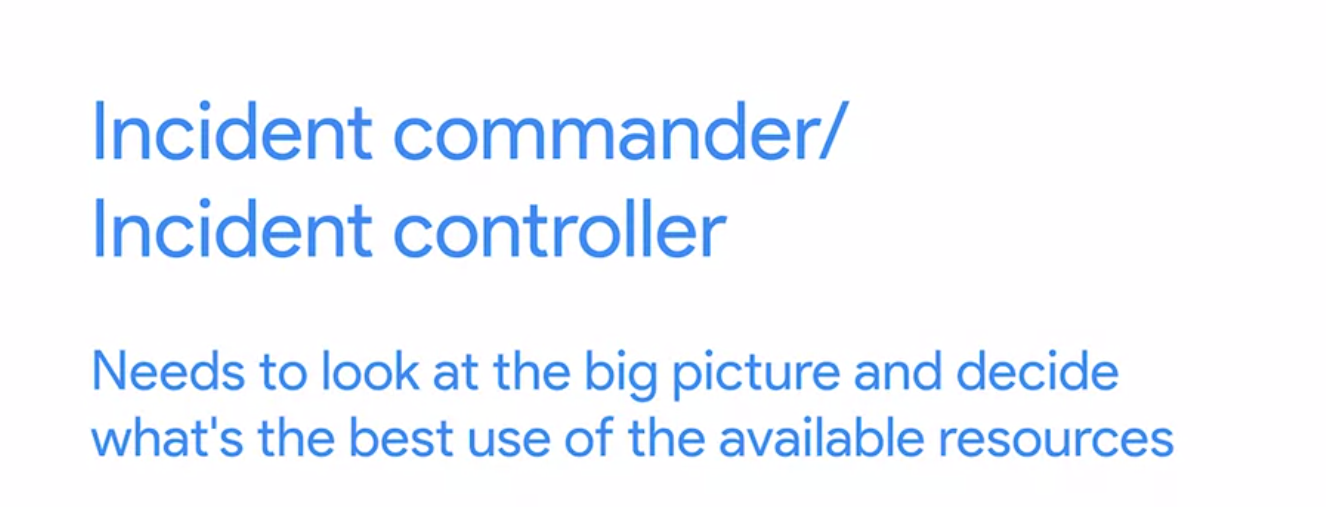 Incident commander/
Incident controller
Needs to look at the big picture and decide
what's the best use of the available resources